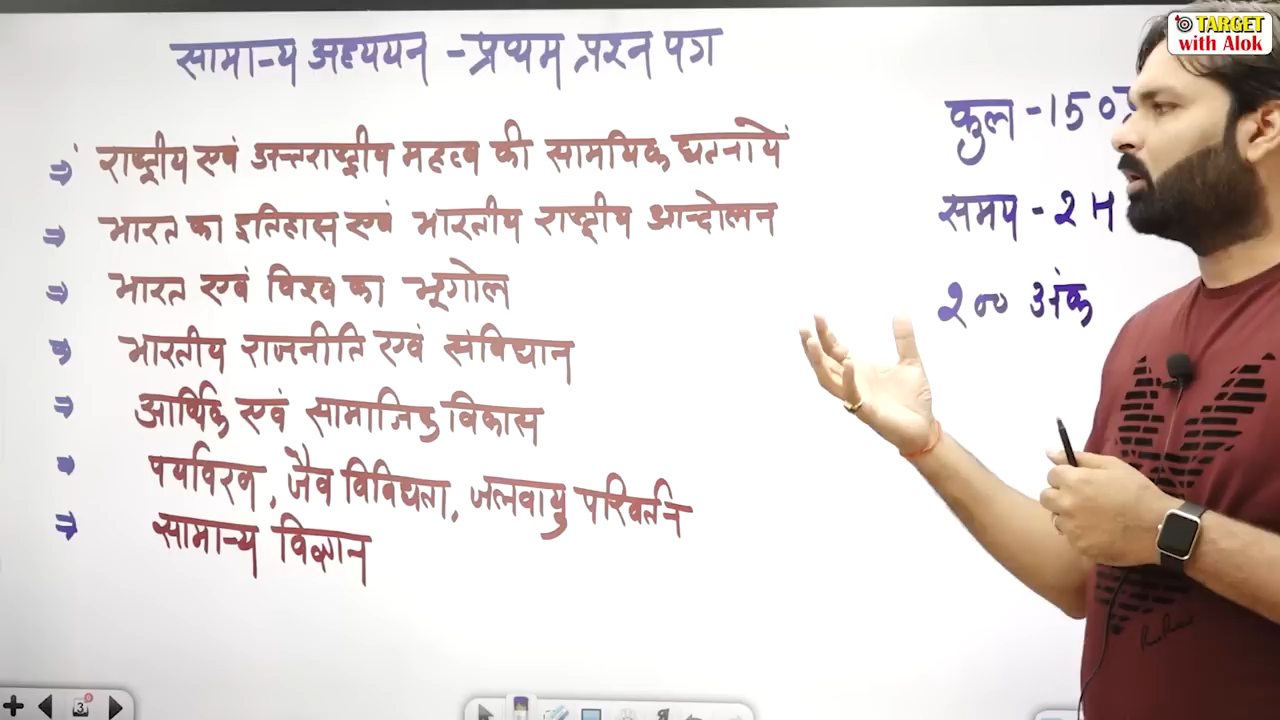 सामान्य अध्ययन - प्रथम प्रश्न पत्र
⇒ राष्ट्रीय एवं अन्तराष्ट्रीय महत्व की सामयिक घटनायें
⇒ भारत का इतिहास एवं भारतीय राष्ट्रीय आन्दोलन
⇒ भारत एवं विश्व का भूगोल
⇒ भारतीय राजनीति एवं संविधान
⇒ आर्थिक एवं सामाजिक विकास
⇒ पर्यावरण, जैव विविधता, जलवायु परिवर्तन
⇒ सामान्य विज्ञान
कुल - 150
समय - 2 H
200 अंक
TARGET
with Alok
3